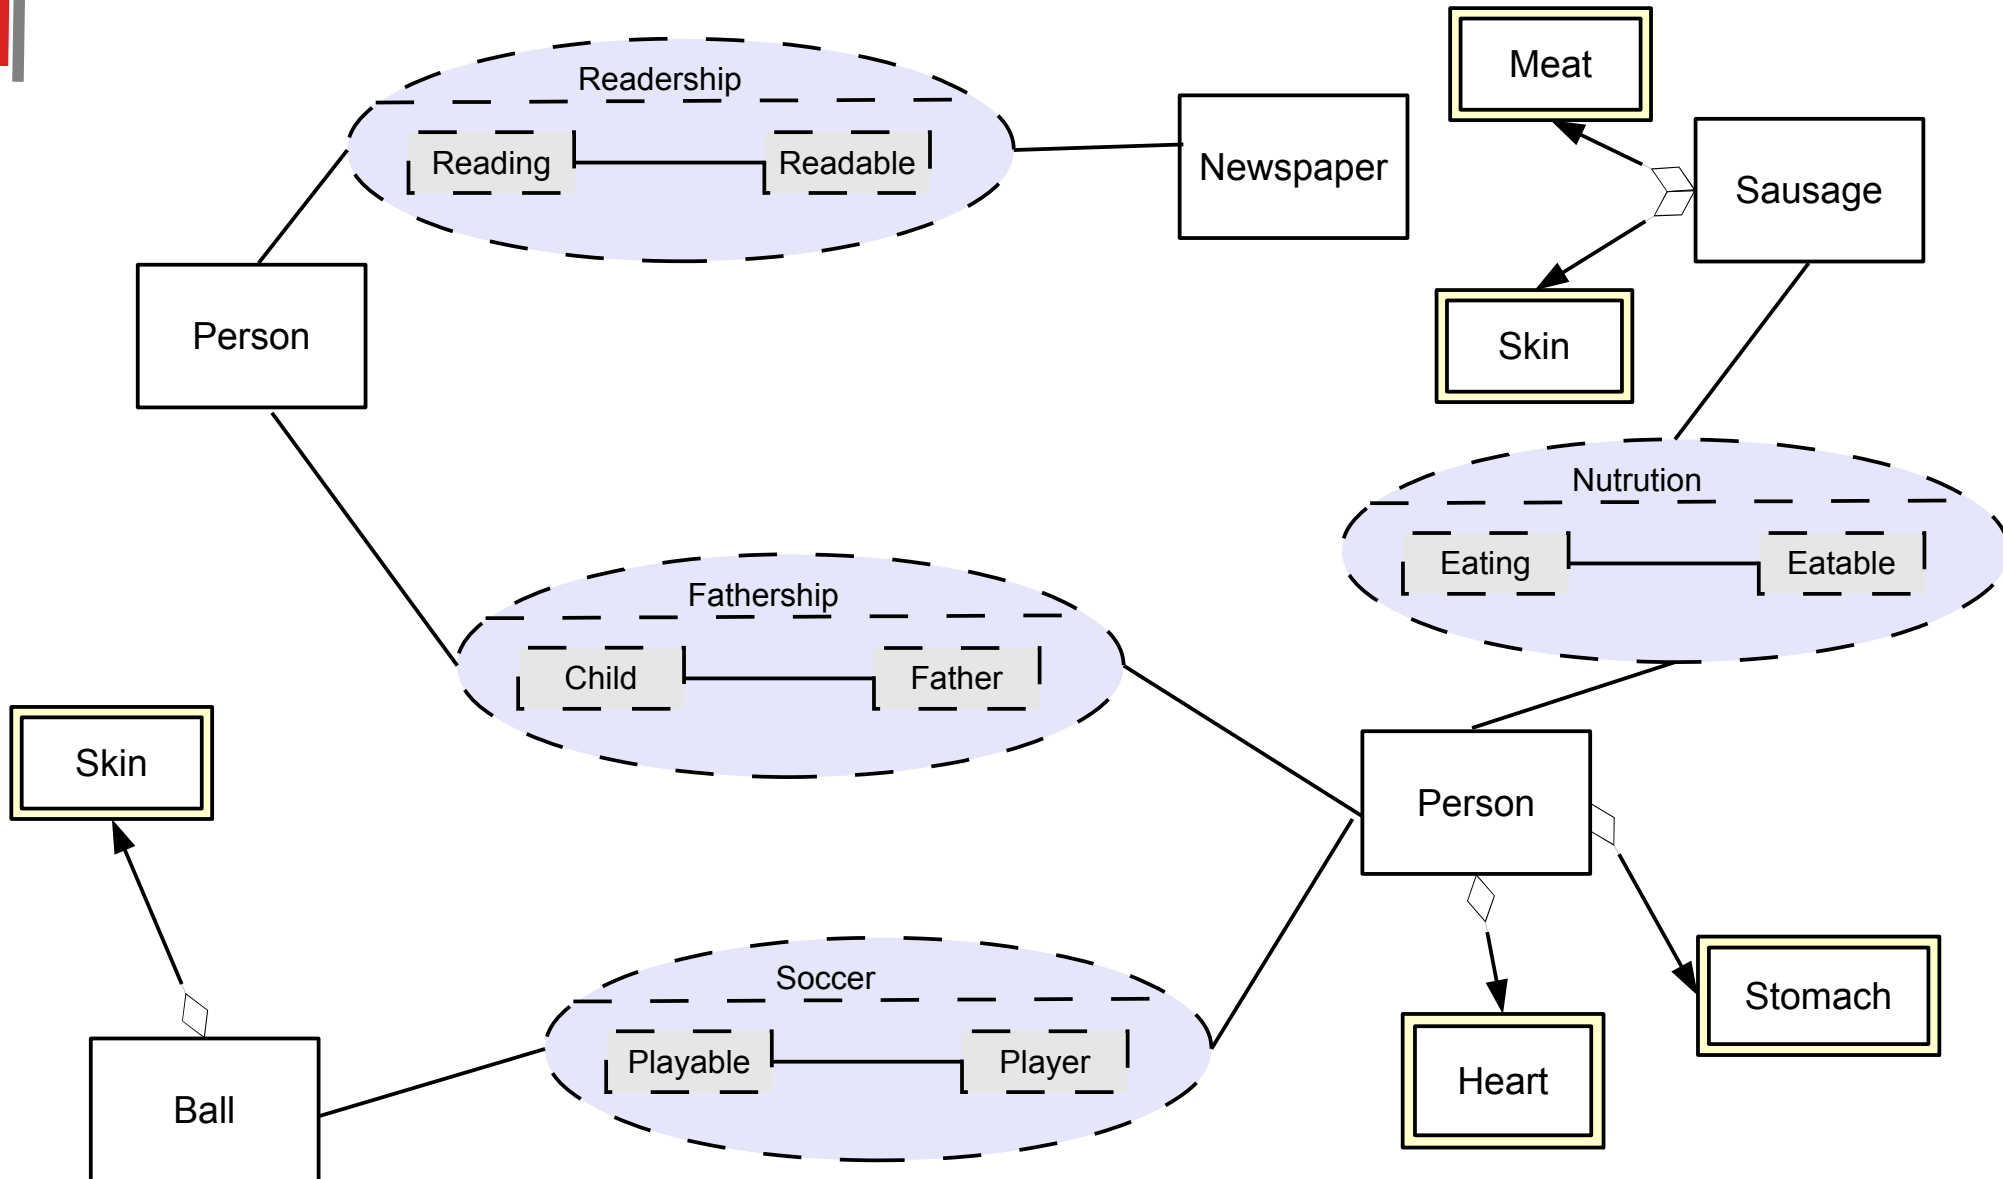 Readership
Reading
Readable
Newspaper
Meat
Sausage
Skin
Person
Nutrution
Eating
Eatable
Fathership
Child
Father
Skin
Person
Soccer
Playable
Player
Ball
Stomach
Heart